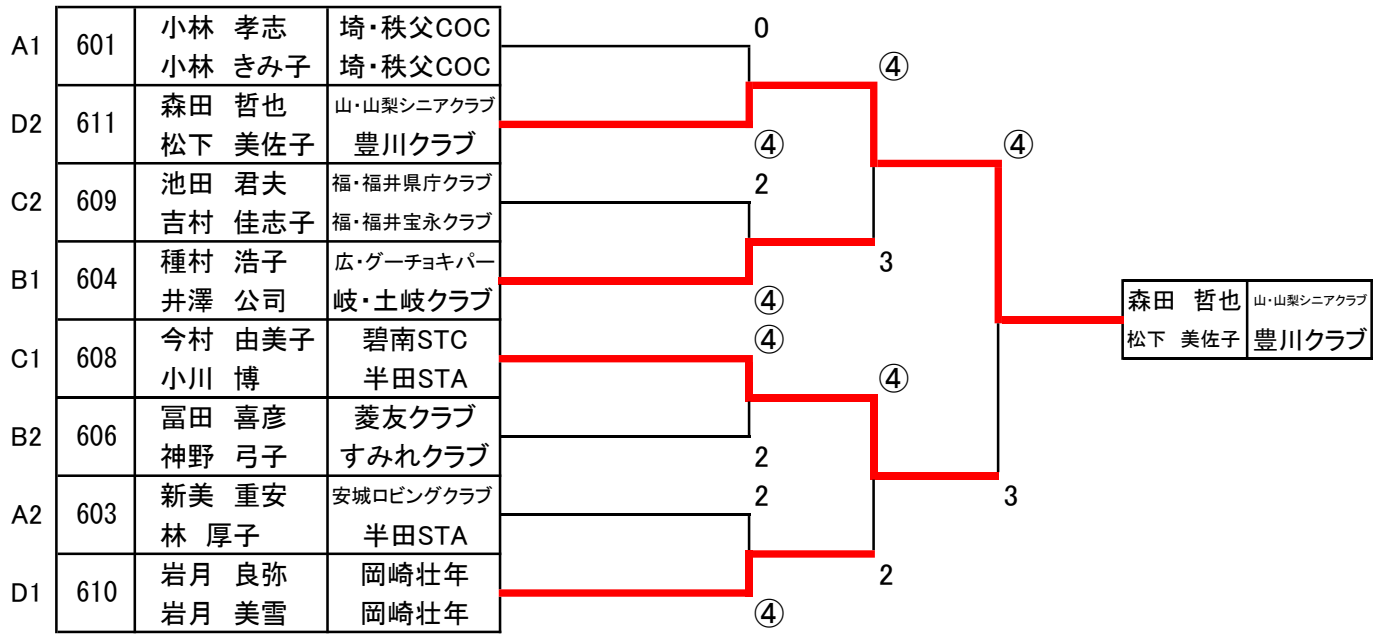 A1 601 小林 孝志 埼・秩父COC
小林 きみ子 埼・秩父COC
D2 611 森田 哲也 山・山梨シニアクラブ
松下 美佐子 豊川クラブ
C2 609 池田 君夫 福・福井県庁クラブ
吉村 佳志子 福・福井宝永クラブ
B1 604 種村 浩子 広・グーチョキパー
井澤 公司 岐・土岐クラブ
C1 608 今村 由美子 碧南STC
小川 博 半田STA
B2 606 冨田 喜彦 菱友クラブ
神野 弓子 すみれクラブ
A2 603 新美 重安 安城ロビングクラブ
林 厚子 半田STA
D1 610 岩月 良弥 岡崎壮年
岩月 美雪 岡崎壮年
0
④
2
④
④
2
2
④
④
3
④
2
④
3
森田 哲也 山・山梨シニアクラブ
松下 美佐子 豊川クラブ